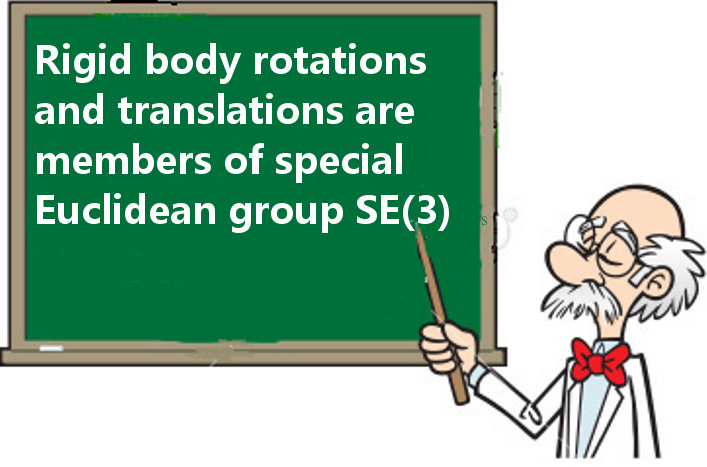 Rigid body rotations
and translations are
members of special
Euclidean group SE(3)